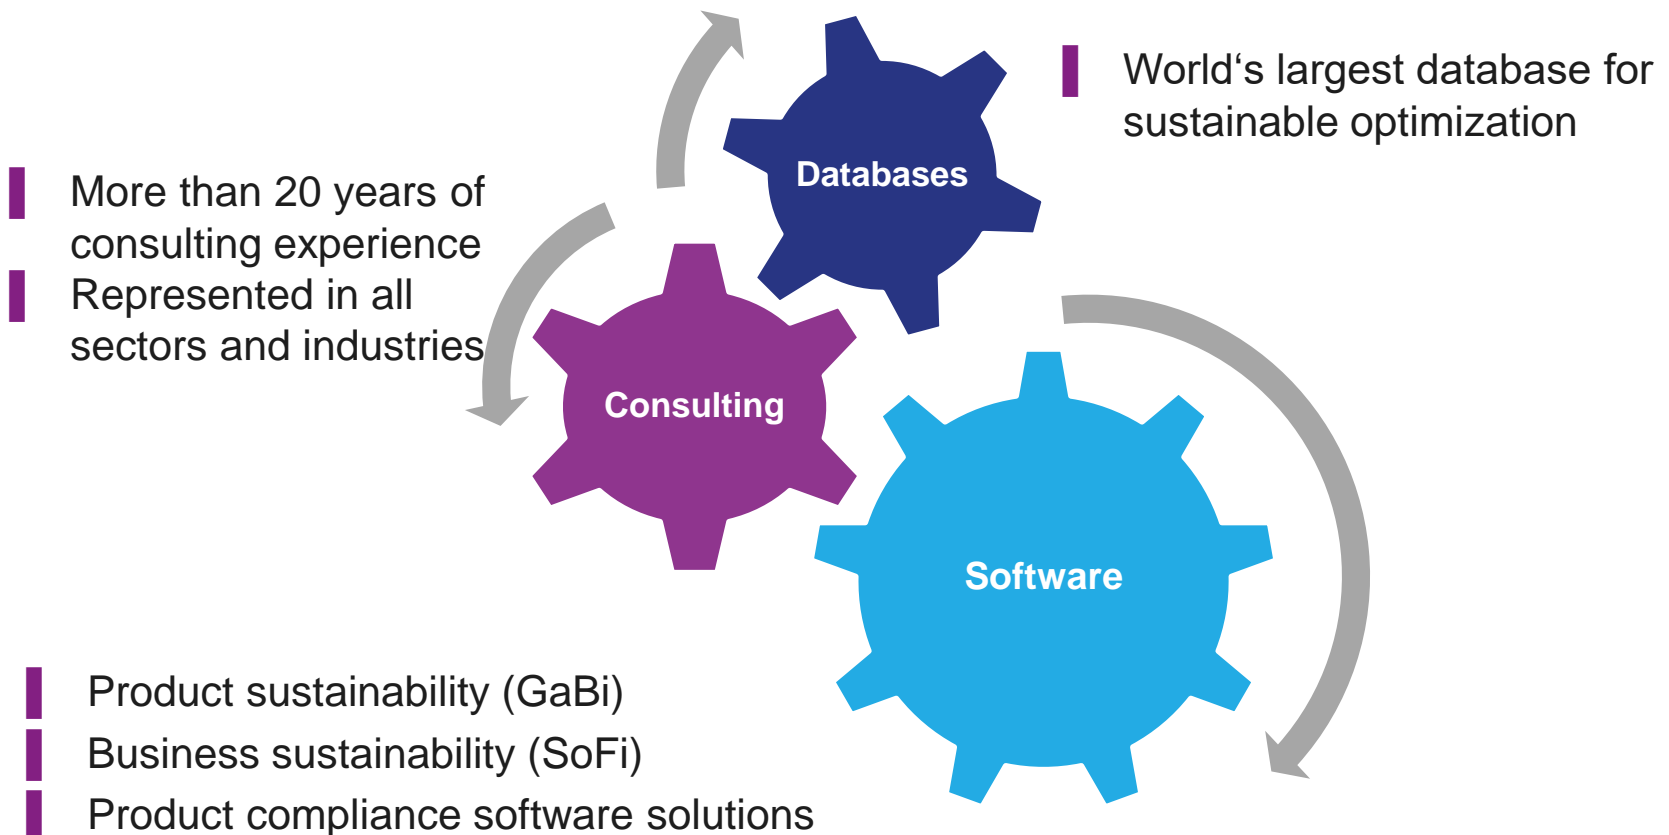 World‘s largest database for
sustainable optimization
Databases
More than 20 years of
consulting experience
Represented in all
sectors and industries
Consulting
Software
Product sustainability (GaBi)
Business sustainability (SoFi)
Product compliance software solutions